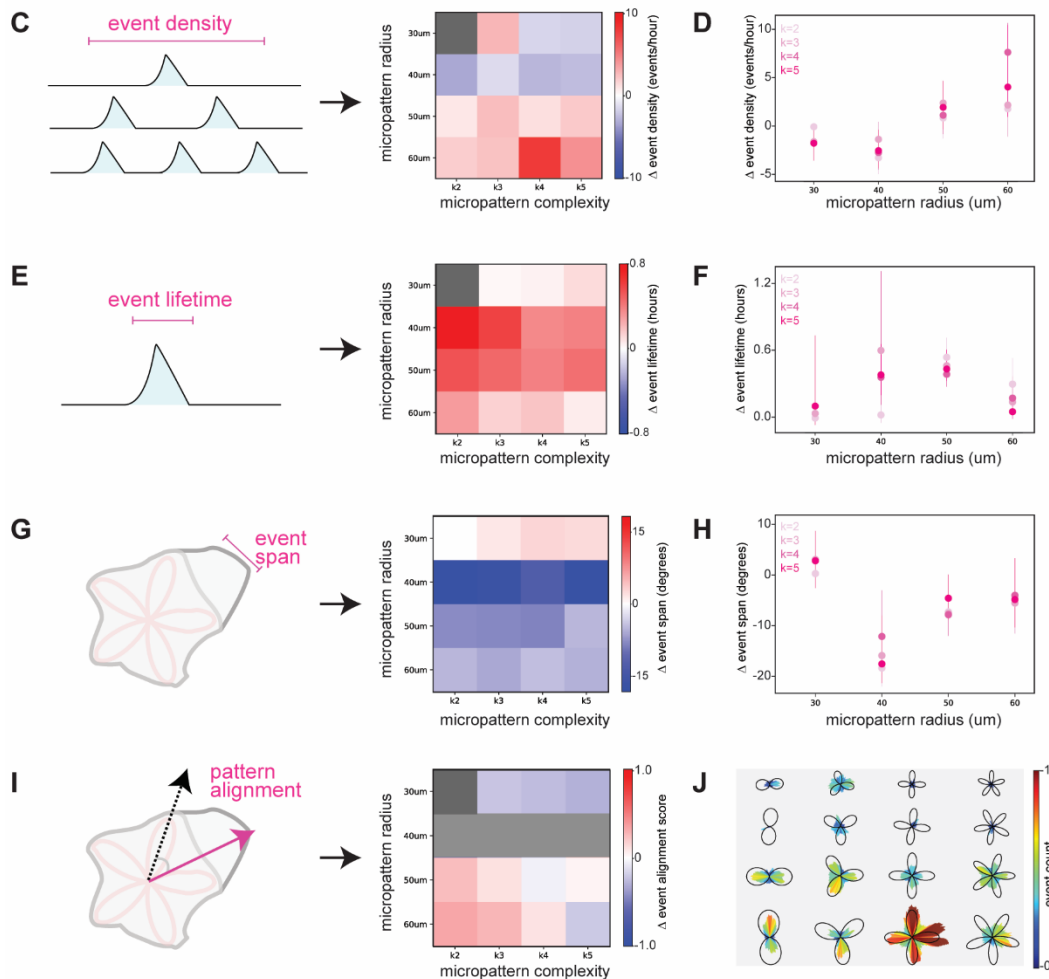 C
event density
micropattern radius
30um
40um
50um
60um
k2 k3 k4 k5
micropattern complexity
10
0
-10
Δ event density (events/hour)
D
k=2
k=3
k=4
k=5
10
5
0
-5
Δ event density (events/hour)
30 40 50 60
micropattern radius (um)
E
event lifetime
micropattern radius
30um
40um
50um
60um
k2 k3 k4 k5
micropattern complexity
0.8
0
-0.8
Δ event lifetime (hours)
F
k=2
k=3
k=4
k=5
1.2
0.6
0.0
Δ event lifetime (hours)
30 40 50 60
micropattern radius (um)
G
event
span
micropattern radius
30um
40um
50um
60um
k2 k3 k4 k5
micropattern complexity
15
0
-15
Δ event span (degrees)
H
k=2
k=3
k=4
k=5
10
0
-10
-20
Δ event span (degrees)
30 40 50 60
micropattern radius (um)
I
pattern
alignment
micropattern radius
30um
40um
50um
60um
k2 k3 k4 k5
micropattern complexity
1.0
0
-1.0
Δ event alignment score
J
event count